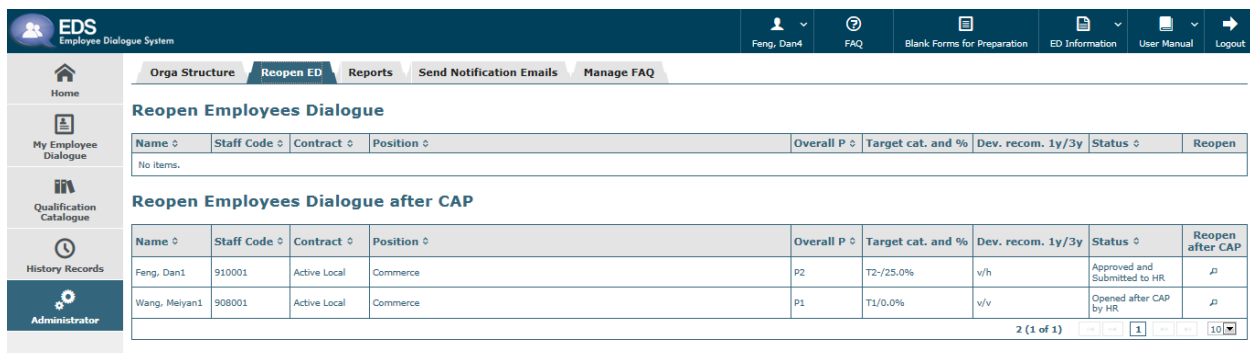 EDS
Employee Dialogue System
Feng, Dan4
FAQ
Blank Forms for Preparation
ED Information
User Manual
Logout
Home
My Employee
Dialogue
Qualification
Catalogue
History Records
Administrator
Orga Structure
Reopen ED
Reports
Send Notification Emails
Manage FAQ
Reopen Employees Dialogue
Name Staff Code Contract Position Overall P Target cat. and % Dev. recom. 1y/3y Status Reopen
No items.
Reopen Employees Dialogue after CAP
Name Staff Code Contract Position Overall P Target cat. and % Dev. recom. 1y/3y Status Reopen
after CAP
Feng, Dan1 910001 Active Local Commerce P2 T2-/25.0% v/h Approved and
Submitted to HR
Wang, Meiyan1 908001 Active Local Commerce P1 T1/0.0% v/v Opened after CAP
by HR
2 (1 of 1) 1 10